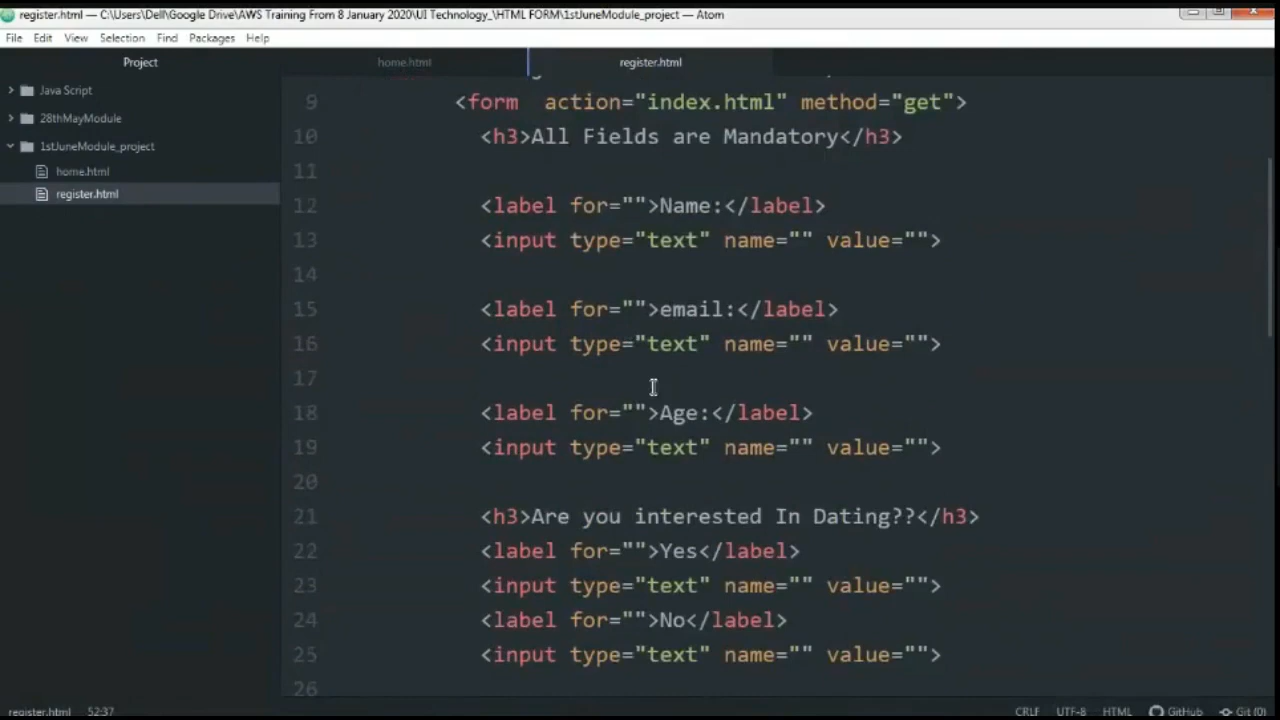 register.html — C:\Users\Dell\Google Drive\AWS Training From 8 January 2020\UI Technology_\HTML FORM\1stJuneModule_project — Atom
File Edit View Selection Find Packages Help
Project
home.html
register.html
Java Script
28thMayModule
1stJuneModule_project
home.html
register.html
9 <form  action="index.html" method="get">
10 <h3>All Fields are Mandatory</h3>
11
12 <label for="">Name:</label>
13 <input type="text" name="" value="">
14
15 <label for="">email:</label>
16 <input type="text" name="" value="">
17
18 <label for="">Age:</label>
19 <input type="text" name="" value="">
20
21 <h3>Are you interested In Dating??</h3>
22 <label for="">Yes</label>
23 <input type="text" name="" value="">
24 <label for="">No</label>
25 <input type="text" name="" value="">
26
register.html 52:37 CRLF UTF-8 HTML GitHub Git (0)